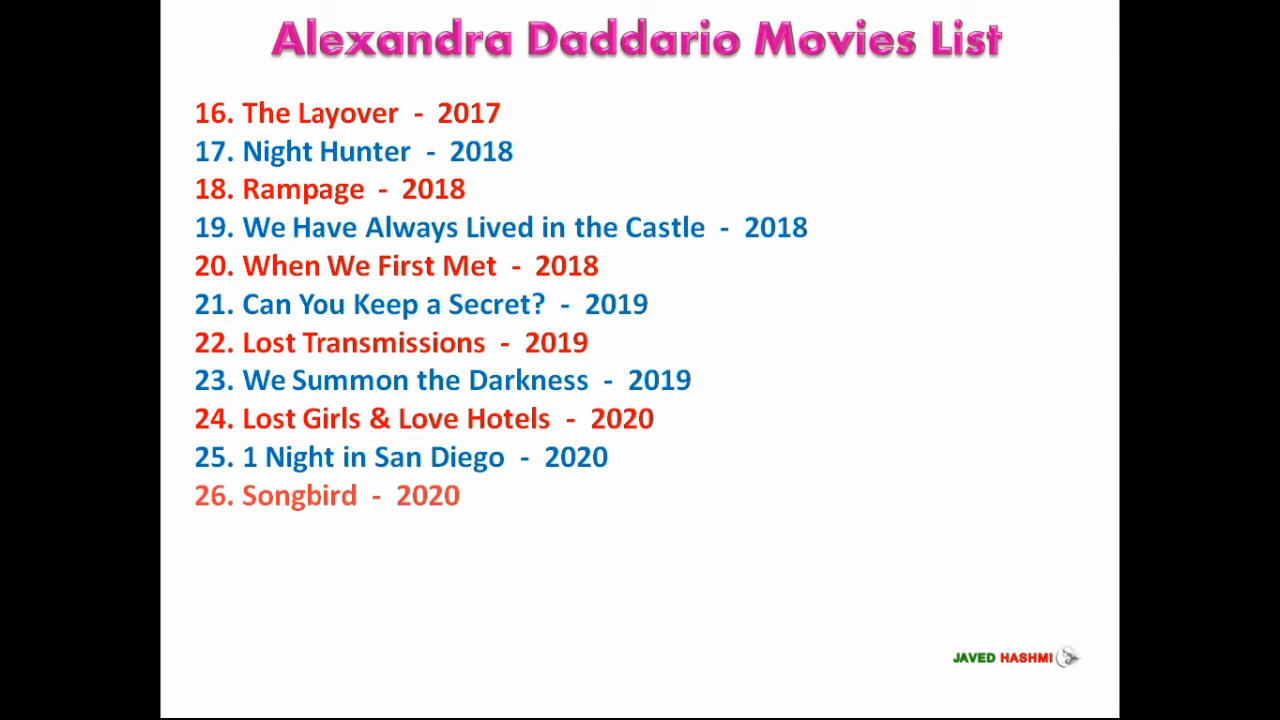 Alexandra Daddario Movies List
16. The Layover - 2017
17. Night Hunter - 2018
18. Rampage - 2018
19. We Have Always Lived in the Castle - 2018
20. When We First Met - 2018
21. Can You Keep a Secret? - 2019
22. Lost Transmissions - 2019
23. We Summon the Darkness - 2019
24. Lost Girls & Love Hotels - 2020
25. 1 Night in San Diego - 2020
26. Songbird - 2020
JAVED HASHMI